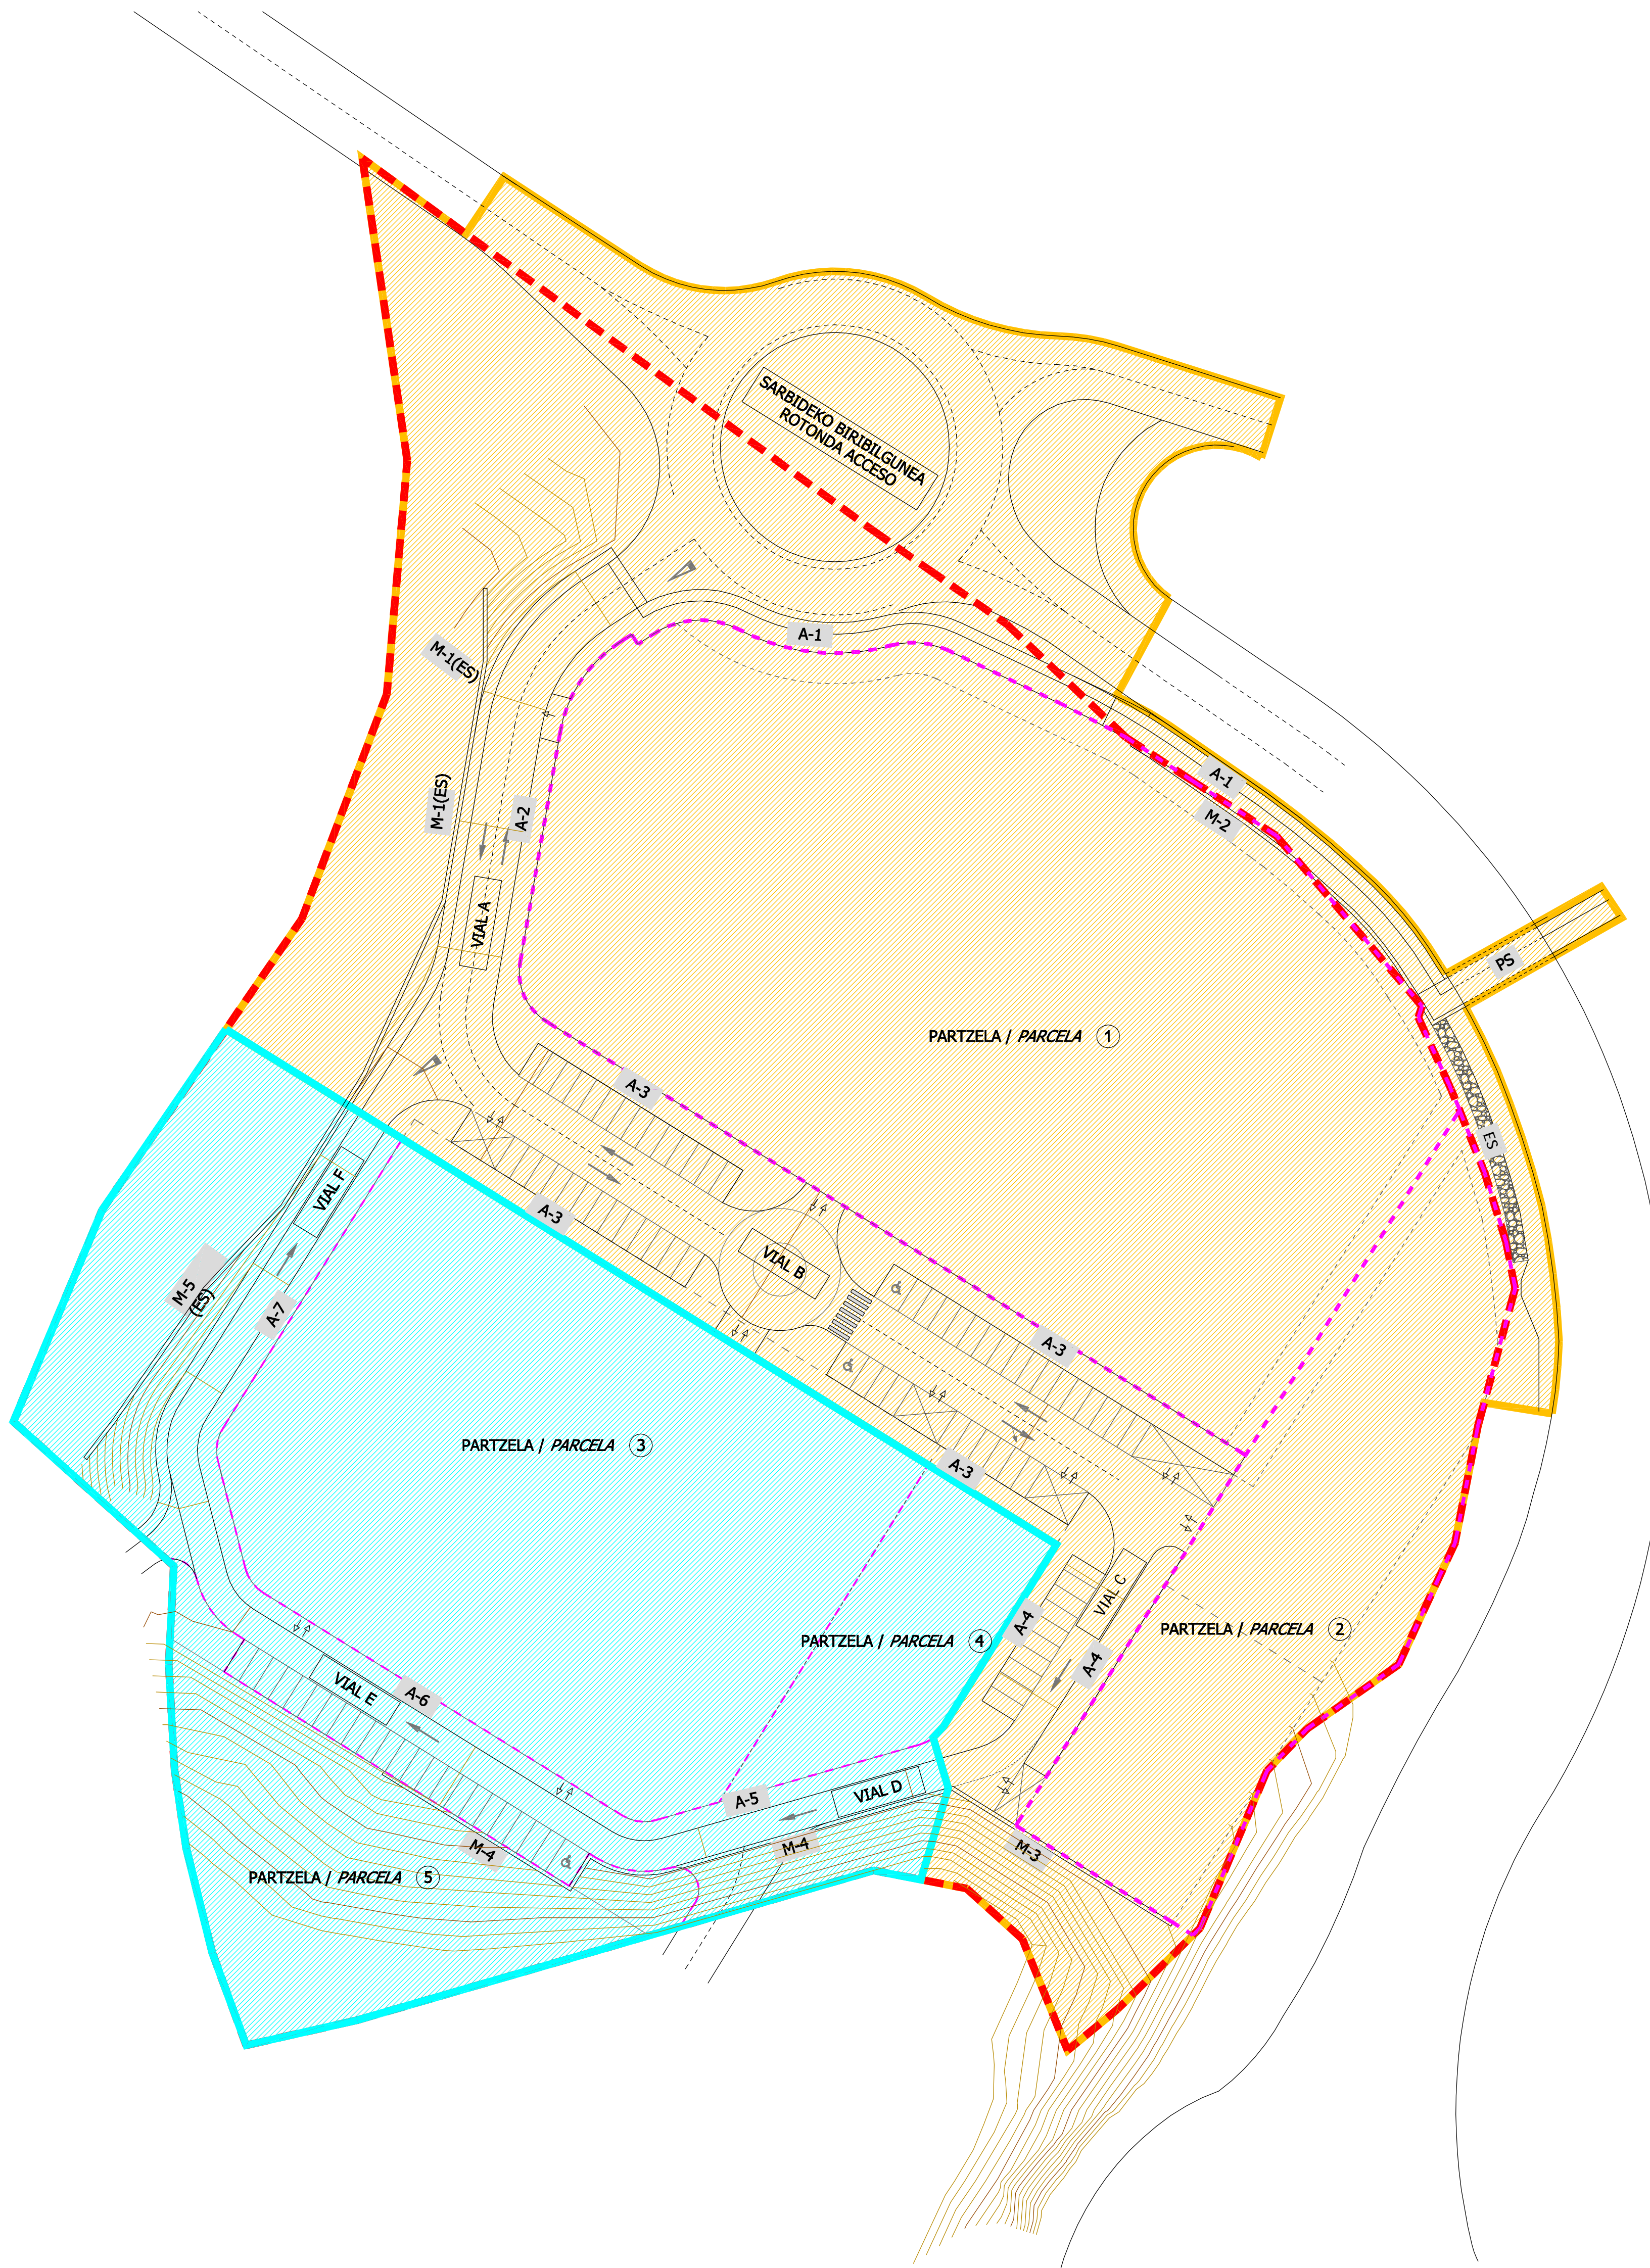 SARBIDEKO BIRIBILGUNEA
ROTONDA ACCESO
A-1
M-1(ES)
A-1
M-1(ES)
A-2
M-2
VIAL A
PS
PARTZELA / PARCELA 1
A-3
ES
VIAL F
A-3
VIAL B
M-5
(ES)
A-7
A-3
PARTZELA / PARCELA 3
A-3
VIAL C
A-4
PARTZELA / PARCELA 2
PARTZELA / PARCELA 4
A-4
VIAL E
A-6
VIAL D
A-5
M-4
M-4
M-3
PARTZELA / PARCELA 5